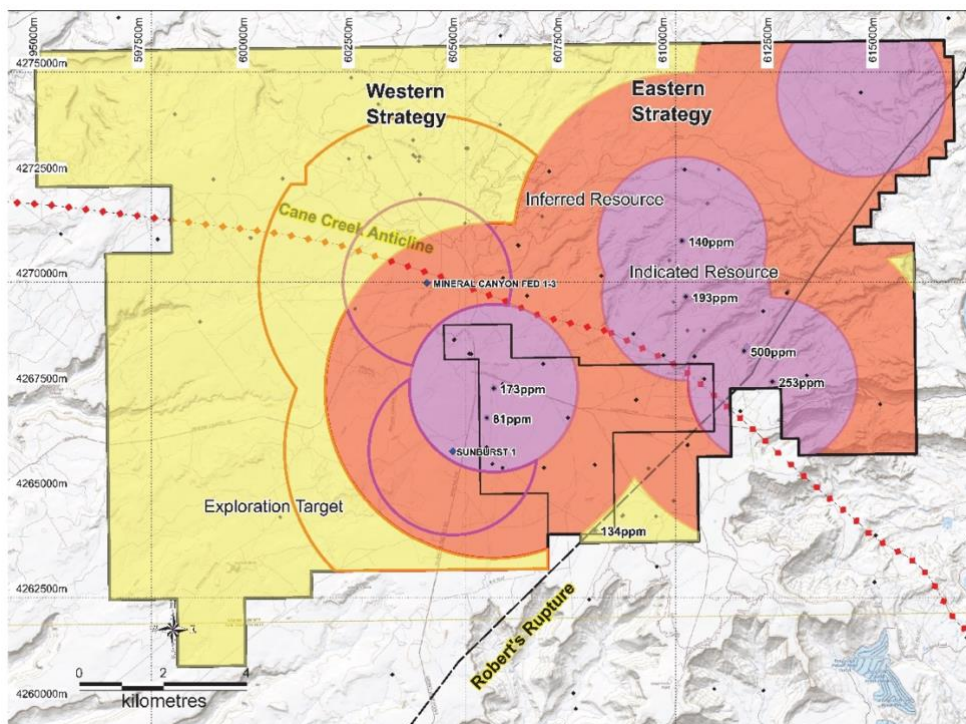 595000m
597500m
600000m
602500m
605000m
607500m
610000m
612500m
615000m
4275000m
Western
Strategy
Eastern
Strategy
4272500m
Inferred Resource
Cane Creek Anticline
140ppm
4270000m
MINERAL CANYON FED 1-3
Indicated Resource
193ppm
500ppm
4267500m
173ppm
253ppm
81ppm
SUNBURST 1
4265000m
Exploration Target
134ppm
4262500m
Robert's Rupture
0 2 4
kilometres
4260000m